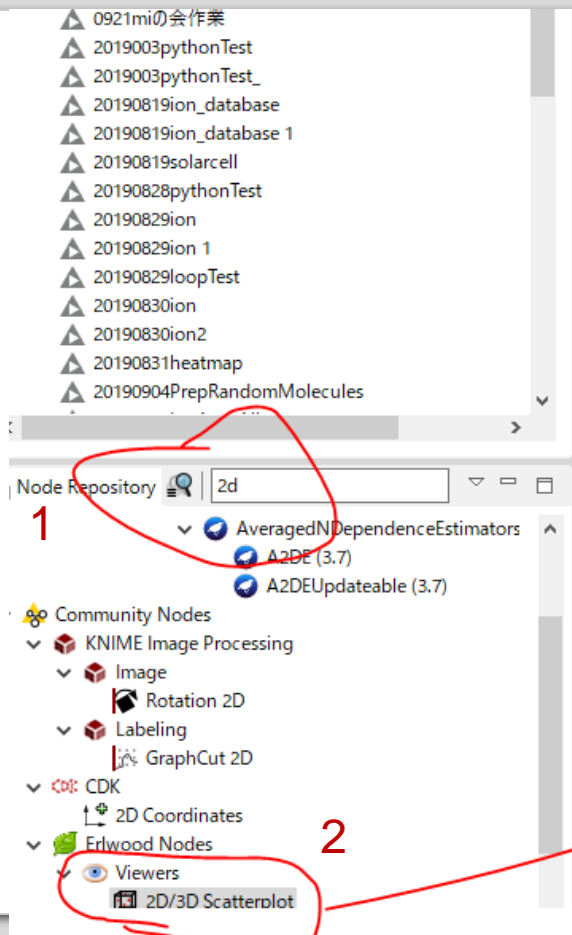 0921miの会作業
2019003pythonTest
2019003pythonTest_
20190819ion_database
20190819ion_database 1
20190819solarcell
20190828pythonTest
20190829ion
20190829ion 1
20190829loopTest
20190830ion
20190830ion2
20190831heatmap
20190904PrepRandomMolecules
Node Repository 2d
1
AveragedNDependenceEstimators
A2DE (3.7)
A2DEUpdateable (3.7)
Community Nodes
KNIME Image Processing
Image
Rotation 2D
Labeling
GraphCut 2D
CDK CDK
2D Coordinates
Erlwood Nodes
2
Viewers
2D/3D Scatterplot